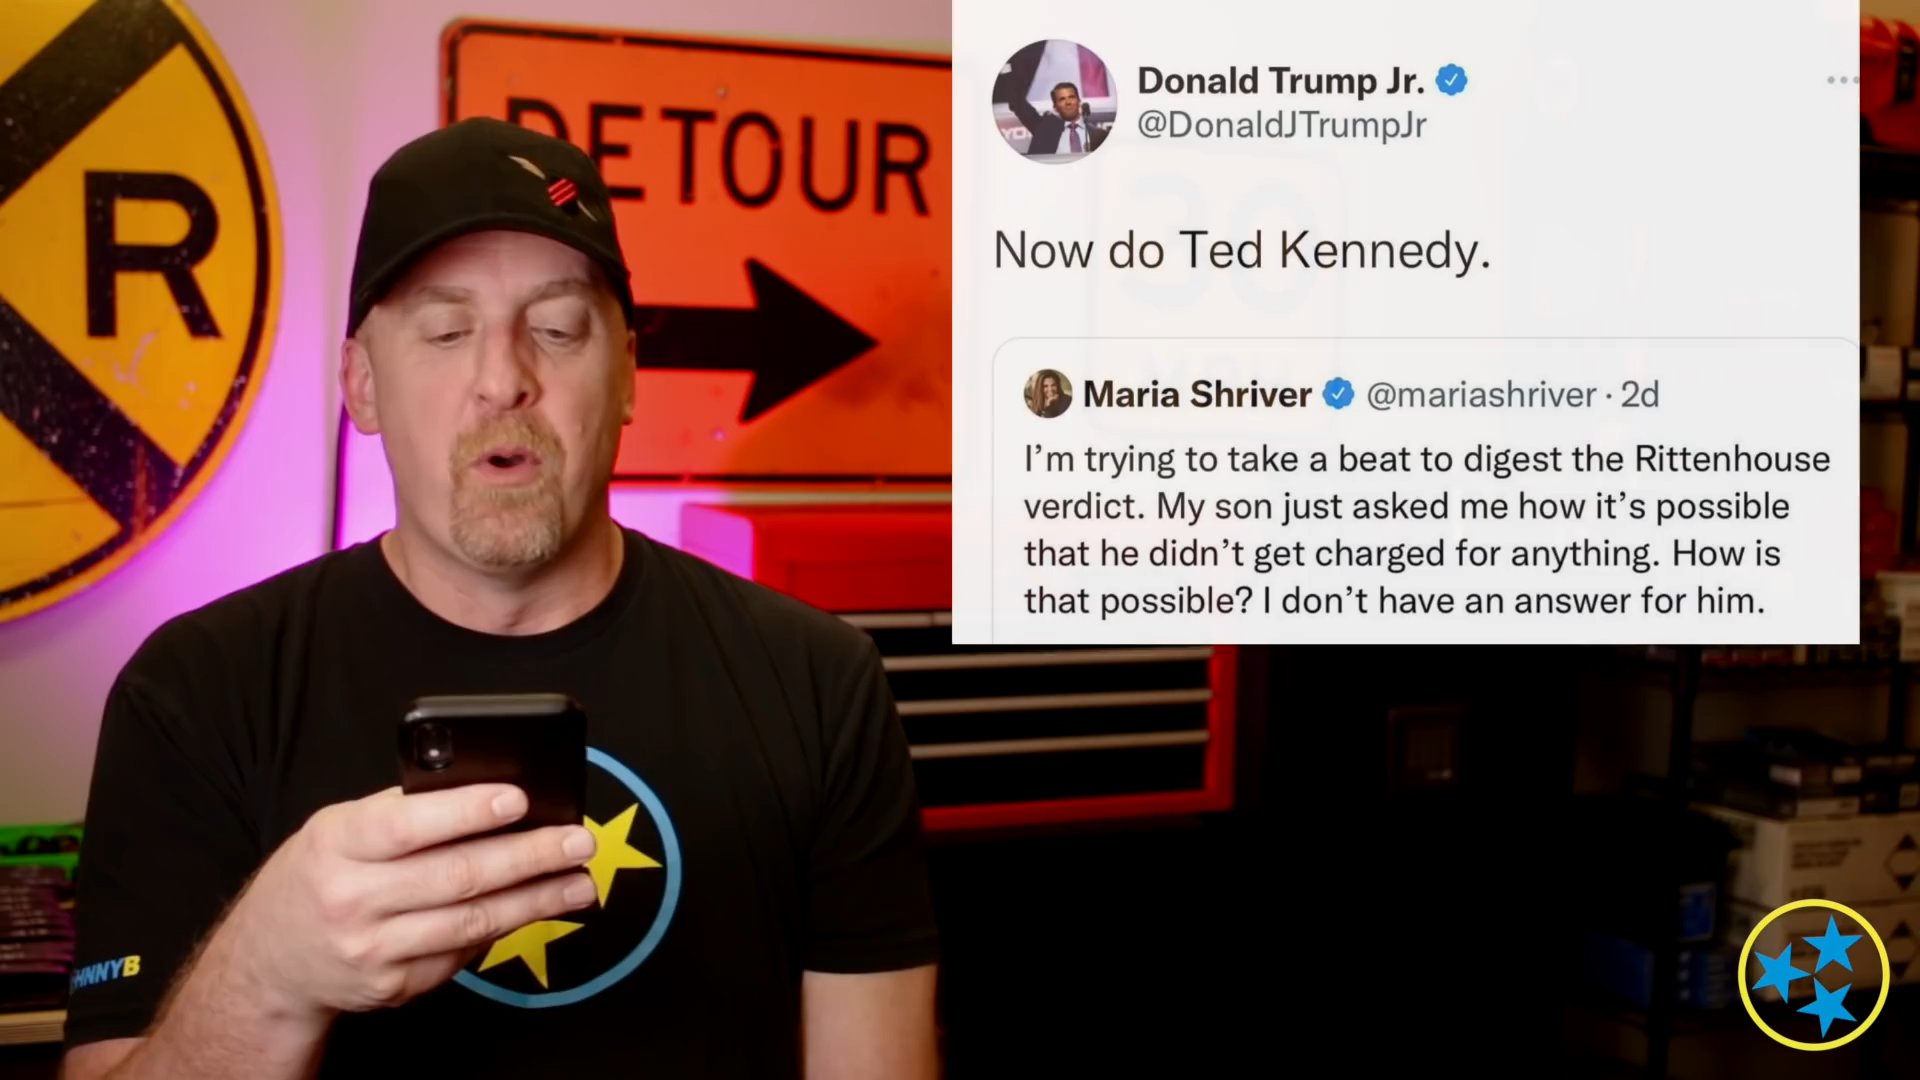 R
DETOUR
Donald Trump Jr.
@DonaldJTrumpJr
Now do Ted Kennedy.
Maria Shriver @mariashriver · 2d
I'm trying to take a beat to digest the Rittenhouse
verdict. My son just asked me how it's possible
that he didn't get charged for anything. How is
that possible? I don't have an answer for him.
HNNYB